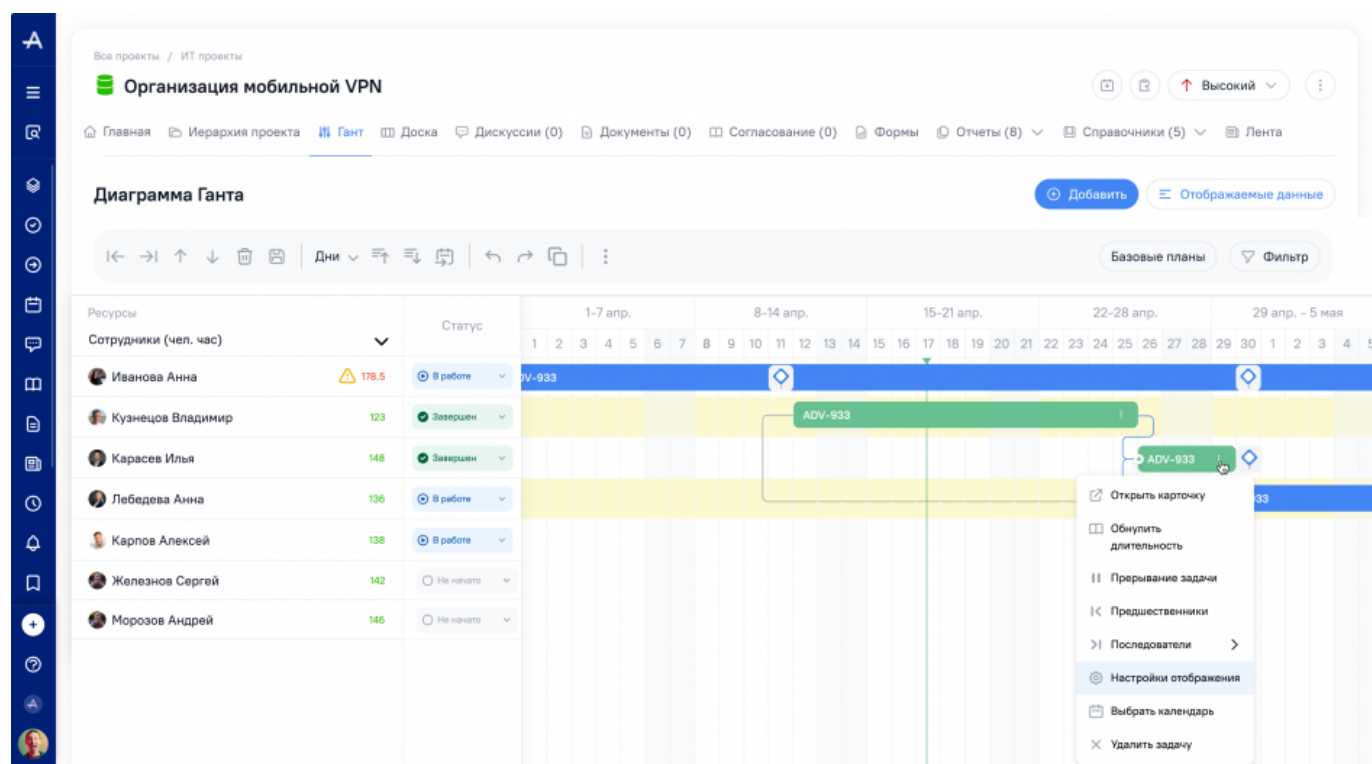 Все проекты / ИТ проекты
Организация мобильной VPN
Высокий
Главная Иерархия проекта Гант Доска Дискуссии (0) Документы (0) Согласование (0) Формы Отчеты (8) Справочники (5) Лента
Диаграмма Ганта
Добавить
Отображаемые данные
Дни
Базовые планы
Фильтр
Ресурсы
Сотрудники (чел. час)
Статус
1-7 апр. 8-14 апр. 15-21 апр. 22-28 апр. 29 апр. - 5 мая
1 2 3 4 5 6 7 8 9 10 11 12 13 14 15 16 17 18 19 20 21 22 23 24 25 26 27 28 29 30 1 2 3 4
Иванова Анна 178.5 В работе DV-933
Кузнецов Владимир 123 Завершен ADV-933
Карасев Илья 148 Завершен ADV-933
Лебедева Анна 136 В работе 933
Карпов Алексей 138 В работе
Железнов Сергей 142 Не начато
Морозов Андрей 146 Не начато
Открыть карточку
Обнулить
длительность
Прерывание задачи
Предшественники
Последователи
Настройки отображения
Выбрать календарь
Удалить задачу